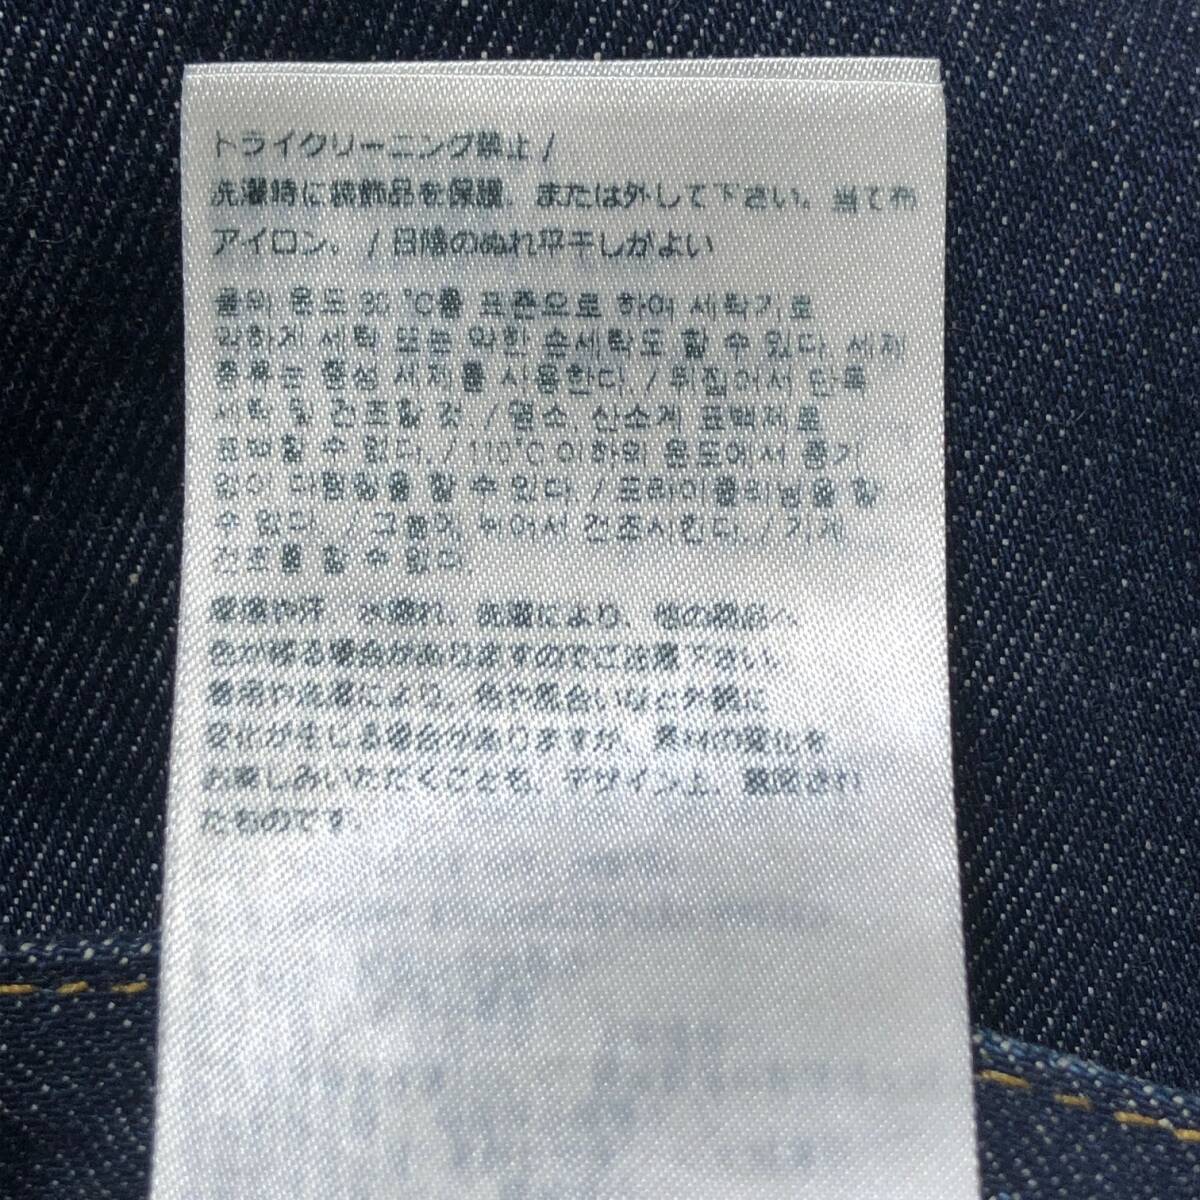 ドライクリーニング禁止 /
洗濯時に装飾品を保護、または外して下さい。当て布
アイロン。 / 日陰のぬれ平干しがよい
물의 온도 30 ℃를 표준으로 하여 세탁기로
약하게 세탁 또는 약한 손세탁도 할 수 있다. 세제
종류는 중성 세제를 사용한다. / 뒤집어서 단독
세탁 및 건조할 것. / 염소, 산소계 표백제로
표백할 수 없다. / 110℃ 이하의 온도에서 증기
없이 다림질을 할 수 있다. / 드라이클리닝을 할
수 없다. / 그늘에 뉘어서 건조시킨다. / 기계
건조를 할 수 없다.
摩擦や汗、水濡れ、洗濯により、他の商品へ
色が移る場合がありますのでご注意下さい。
着用や洗濯により、色や風合いなど外観に
変化が生じる場合がありますが、素材の変化を
お楽しみいただくことも、デザイン上、意図され
たものです。